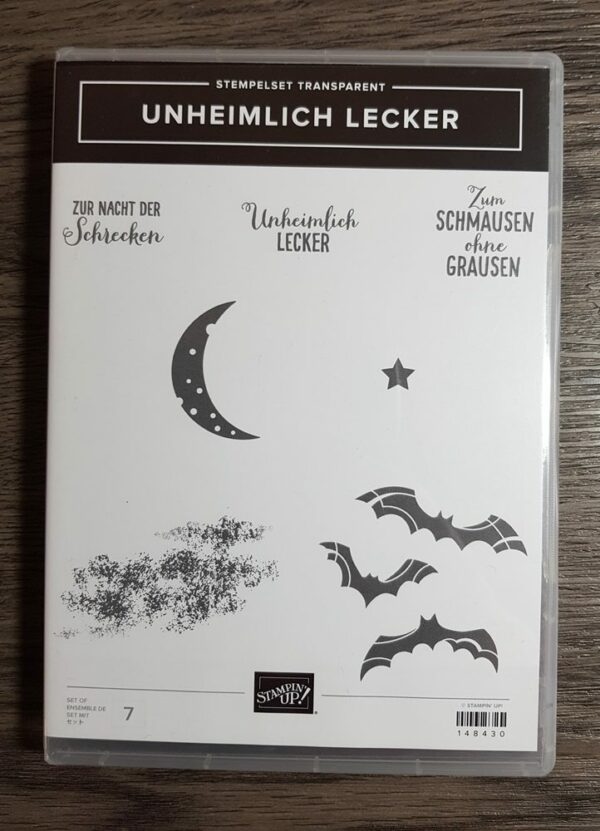 STEMPELSET TRANSPARENT
UNHEIMLICH LECKER
ZUR NACHT DER
Schrecken
Unheimlich
LECKER
Zum
SCHMAUSEN
ohne
GRAUSEN
STAMPIN'
UP!
SET OF
ENSEMBLE DE
SET MIT
セット
7
© STAMPIN' UP!
148430